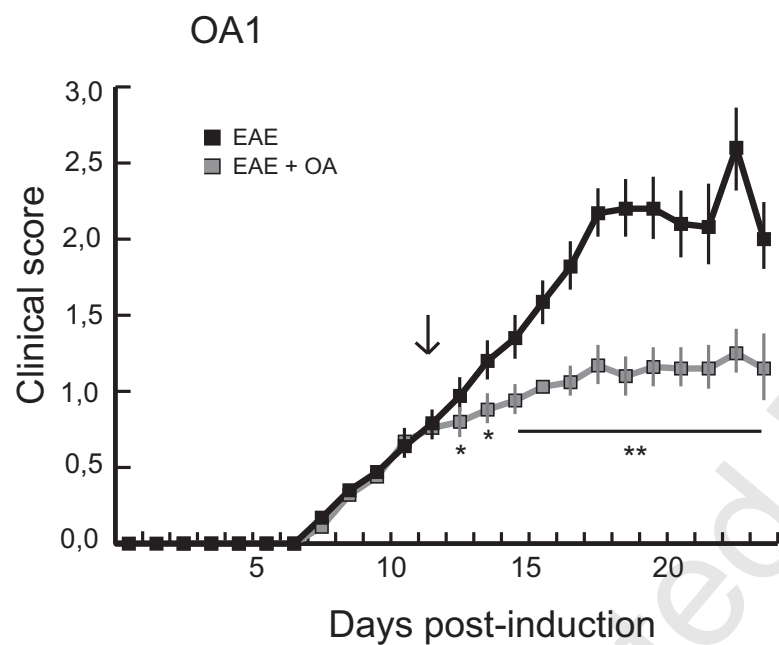 OA1
3,0
2,5
2,0
1,5
1,0
0,5
0,0
Clinical score
EAE
EAE + OA
* * **
5 10 15 20
Days post-induction
ted